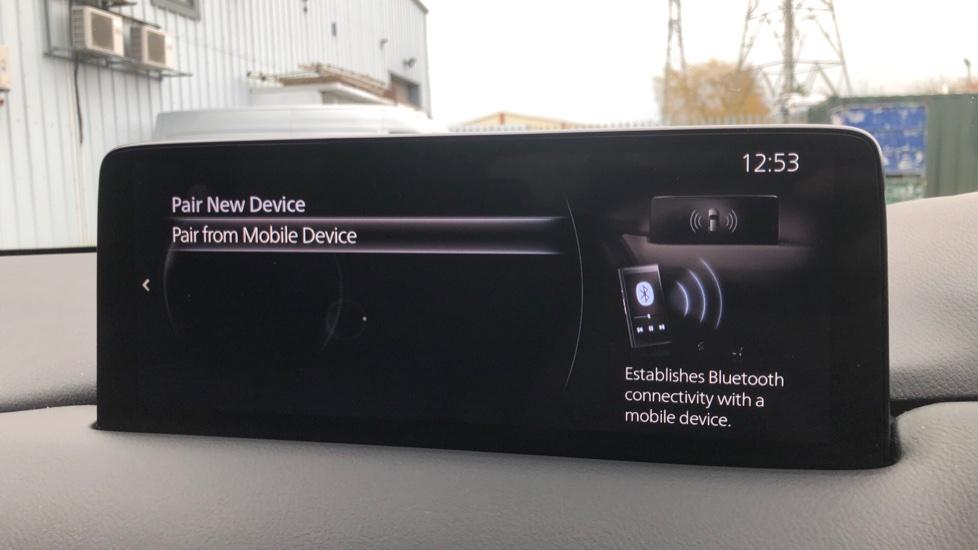 12:53
Pair New Device
Pair from Mobile Device
Establishes Bluetooth
connectivity with a
mobile device.